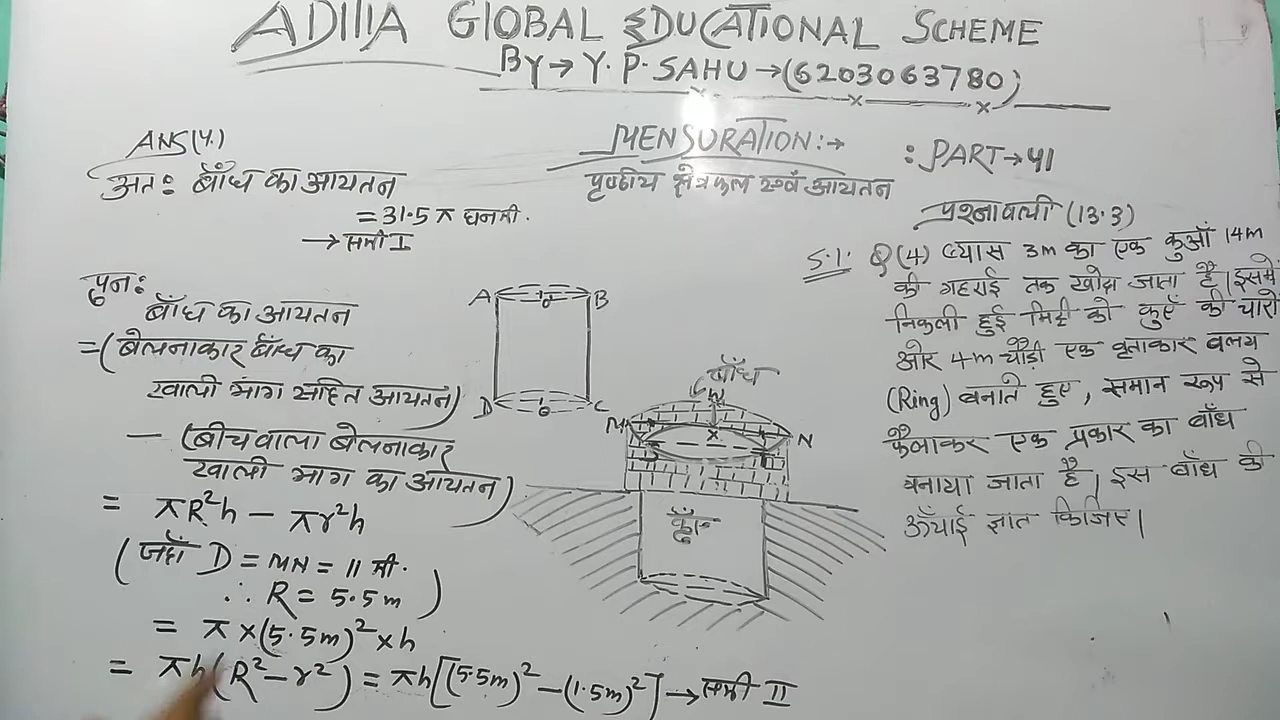 ADITIA GLOBAL EDUCATIONAL SCHEME
BY→ Y. P. SAHU →(6203063780)
MENSURATION:→
: PART→41
पृष्ठीय क्षेत्रफल एवं आयतन
प्रश्नावली (13.3)
ANS(4.)
अतः बाँध का आयतन
= 31.5 π घनमी.
→ समी I
पुनः
बाँध का आयतन
= (बेलनाकार बाँध का
खाली भाग सहित आयतन)
— (बीचवाला बेलनाकार
खाली भाग का आयतन)
= πR²h − πr²h
(जहाँ D = MN = 11 मी.
∴ R = 5.5m)
= π×(5.5m)²×h
= πh(R²−r²) = πh[(5.5m)²−(1.5m)²] → समी II
A B
D C
बाँध
M N
X
कुआँ
S.1. Q(4) व्यास 3m का एक कुआँ 14m
की गहराई तक खोदा जाता है। इसमें
निकली हुई मिट्टी को कुएँ की चारों
ओर 4m चौड़ी एक वृताकार वलय
(Ring) बनाते हुए, समान रूप से
फैलाकर एक प्रकार का बाँध
बनाया जाता है। इस बाँध की
ऊँचाई ज्ञात किजिए।